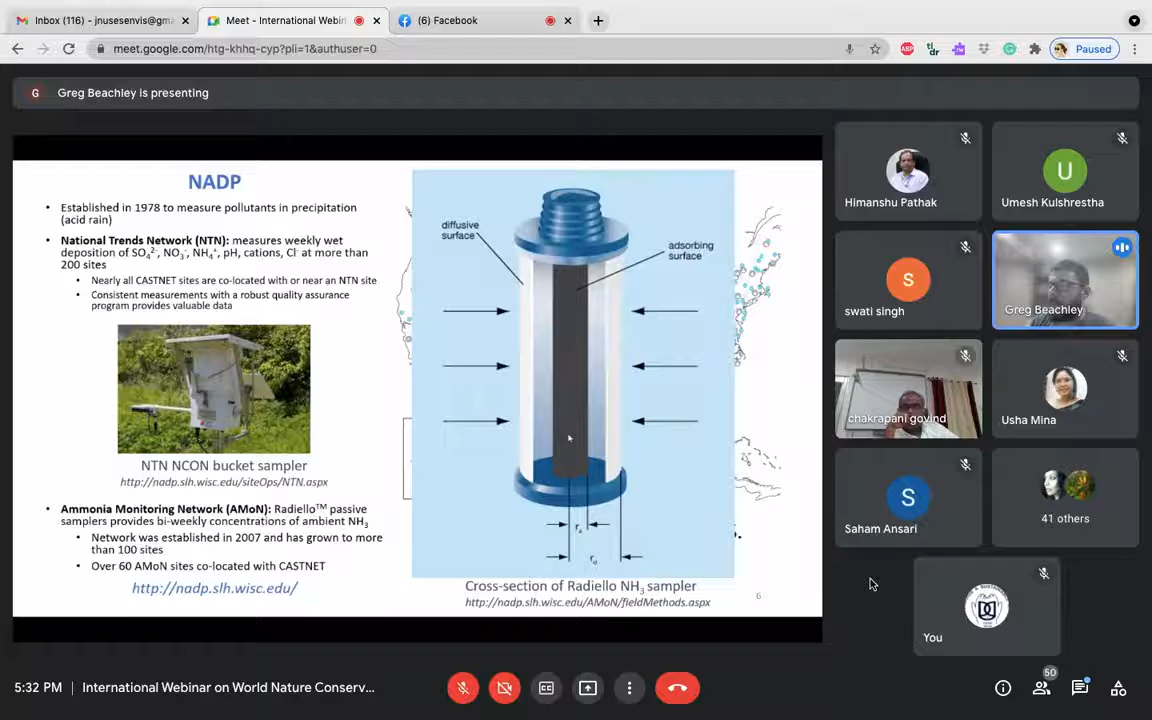 Inbox (116) - jnusesenvis@gma
Meet - International Webin
(6) Facebook
meet.google.com/htg-khhq-cyp?pli=1&authuser=0
ABP
tl;dr
Paused
G
Greg Beachley is presenting
NADP
• Established in 1978 to measure pollutants in precipitation
(acid rain)
• National Trends Network (NTN): measures weekly wet
deposition of SO₄²⁻, NO₃⁻, NH₄⁺, pH, cations, Cl⁻ at more than
200 sites
• Nearly all CASTNET sites are co-located with or near an NTN site
• Consistent measurements with a robust quality assurance
program provides valuable data
NTN NCON bucket sampler
http://nadp.slh.wisc.edu/siteOps/NTN.aspx
• Ammonia Monitoring Network (AMoN): Radiello™ passive
samplers provides bi-weekly concentrations of ambient NH₃
• Network was established in 2007 and has grown to more
than 100 sites
• Over 60 AMoN sites co-located with CASTNET
http://nadp.slh.wisc.edu/
diffusive
surface
adsorbing
surface
rₐ
r_d
Cross-section of Radiello NH₃ sampler
http://nadp.slh.wisc.edu/AMoN/fieldMethods.aspx
6
Himanshu Pathak
U
Umesh Kulshrestha
S
swati singh
Greg Beachley
chakrapani govind
Usha Mina
S
Saham Ansari
41 others
You
5:32 PM | International Webinar on World Nature Conserv...
50